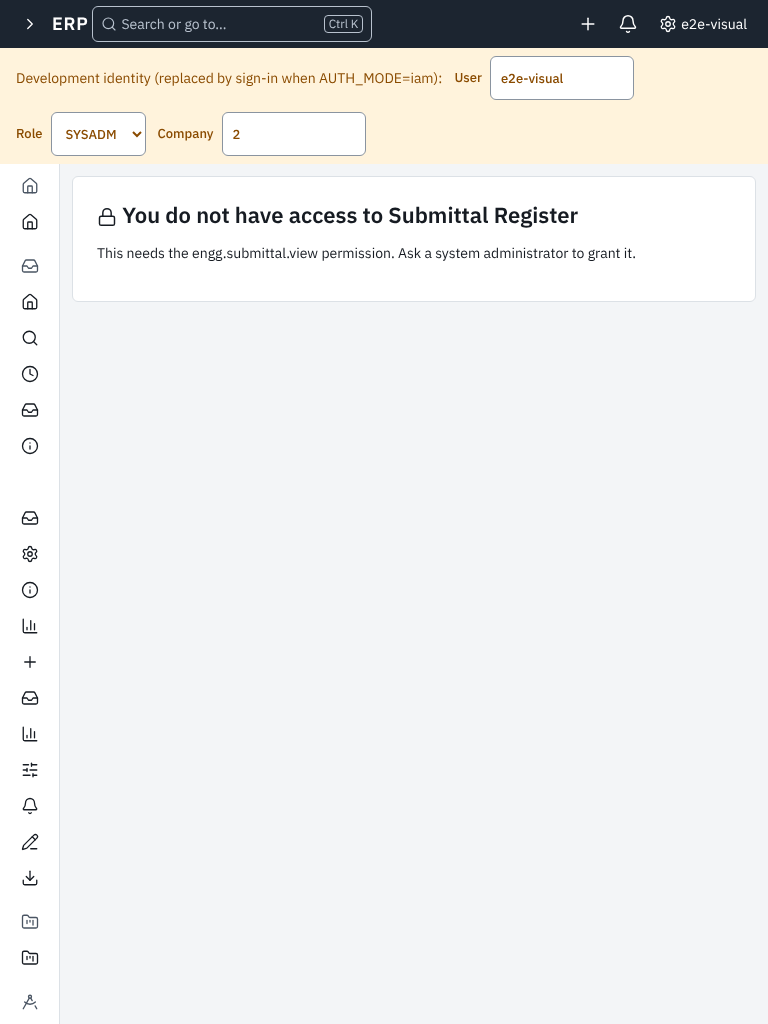 ERP Search or go to... Ctrl K e2e-visual
Development identity (replaced by sign-in when AUTH_MODE=iam): User e2e-visual
Role SYSADM Company 2
You do not have access to Submittal Register
This needs the engg.submittal.view permission. Ask a system administrator to grant it.